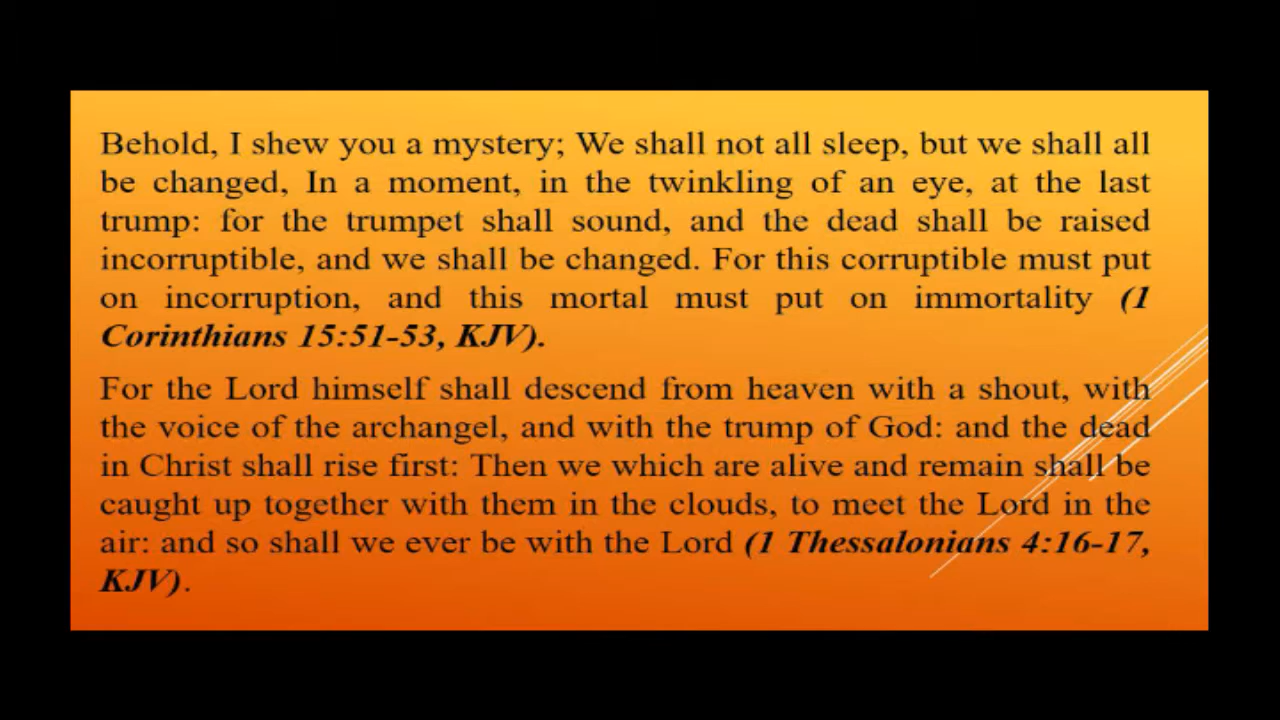 Behold, I shew you a mystery; We shall not all sleep, but we shall all
be changed, In a moment, in the twinkling of an eye, at the last
trump: for the trumpet shall sound, and the dead shall be raised
incorruptible, and we shall be changed. For this corruptible must put
on incorruption, and this mortal must put on immortality (1
Corinthians 15:51-53, KJV).
For the Lord himself shall descend from heaven with a shout, with
the voice of the archangel, and with the trump of God: and the dead
in Christ shall rise first: Then we which are alive and remain shall be
caught up together with them in the clouds, to meet the Lord in the
air: and so shall we ever be with the Lord (1 Thessalonians 4:16-17,
KJV).